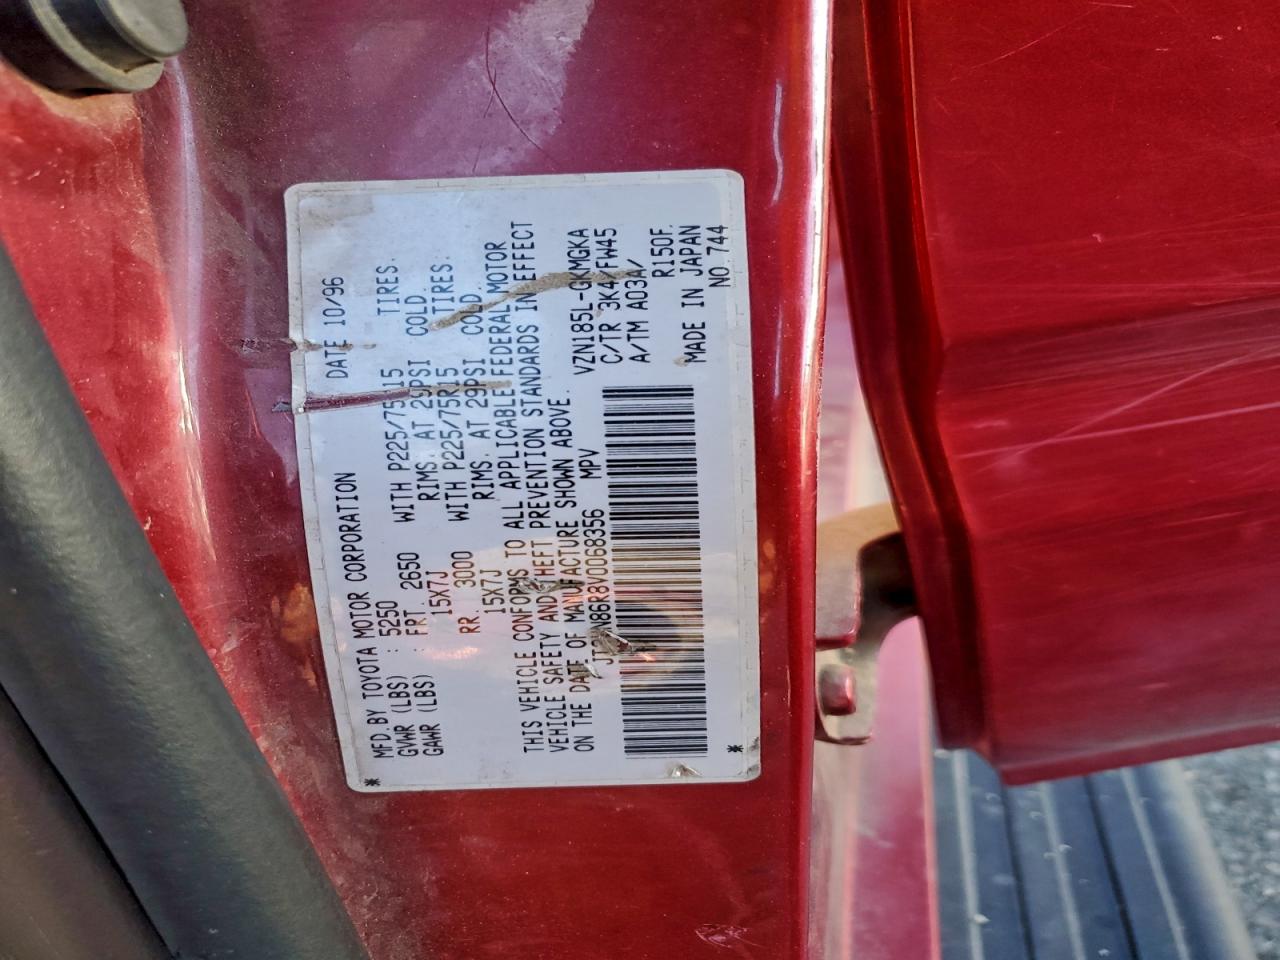 MFD. BY TOYOTA MOTOR CORPORATION DATE 10/96
GVWR (LBS) : 5250
GAWR (LBS) : FRT. 2650 WITH P225/75R15 TIRES.
15X7J RIMS. AT 29PSI COLD.
RR. 3000 WITH P225/75R15 TIRES.
15X7J RIMS. AT 29PSI COLD.
THIS VEHICLE CONFORMS TO ALL APPLICABLE FEDERAL MOTOR
VEHICLE SAFETY AND THEFT PREVENTION STANDARDS IN EFFECT
ON THE DATE OF MANUFACTURE SHOWN ABOVE.
MPV
VZN185L-GKMGKA
C/TR 3K4/FW45
A/TM A03A/
R150F.
MADE IN JAPAN
NO 744